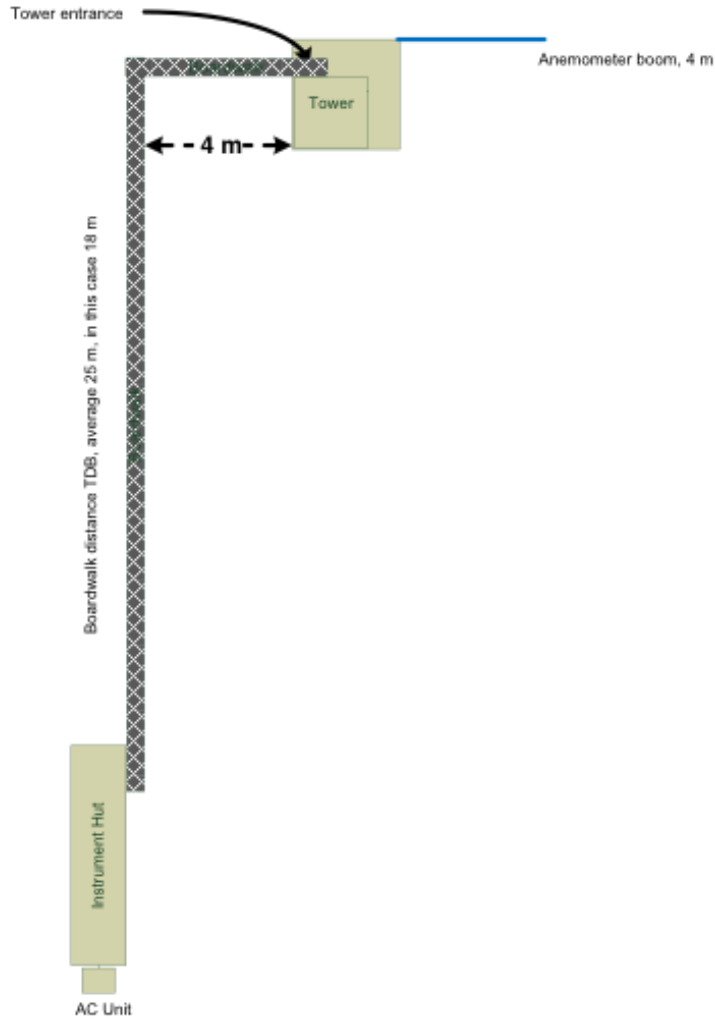 Tower entrance
Anemometer boom, 4 m
Tower
4 m
Boardwalk distance TDB, average 25 m, in this case 18 m
Instrument Hut
AC Unit